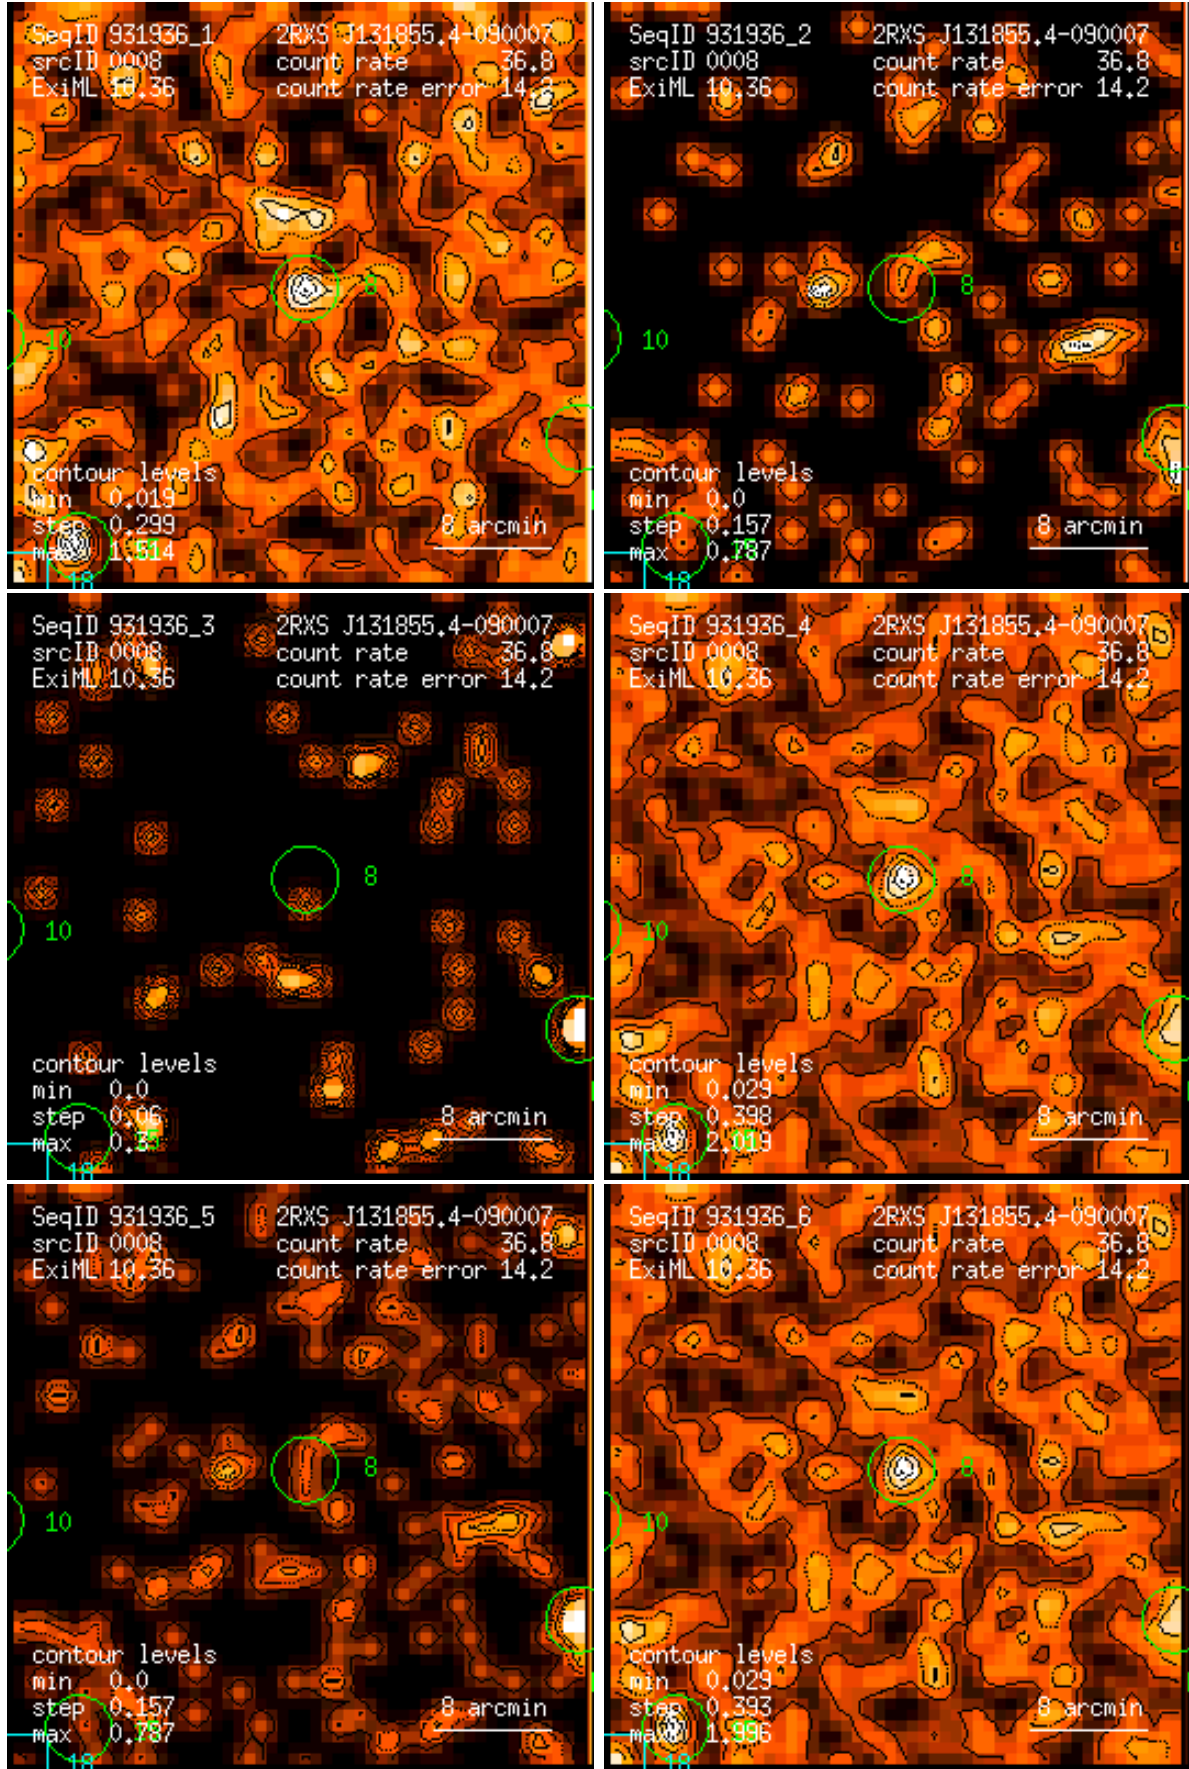 SeqID 931936_1 2RXS J131855.4-090007
srcID 0008 count rate 36.8
ExiML 10.36 count rate error 14.2
8
10
contour levels
min 0.019
step 0.299 8 arcmin
max 1.514
18
SeqID 931936_2 2RXS J131855.4-090007
srcID 0008 count rate 36.8
ExiML 10.36 count rate error 14.2
8
10
contour levels
min 0.0
step 0.157 8 arcmin
max 0.787
18
SeqID 931936_3 2RXS J131855.4-090007
srcID 0008 count rate 36.8
ExiML 10.36 count rate error 14.2
8
10
contour levels
min 0.0
step 0.06 8 arcmin
max
18
SeqID 931936_4 2RXS J131855.4-090007
srcID 0008 count rate 36.8
ExiML 10.36 count rate error 14.2
8
10
contour levels
min 0.029
step 0.398 8 arcmin
max 2.019
18
SeqID 931936_5 2RXS J131855.4-090007
srcID 0008 count rate 36.8
ExiML 10.36 count rate error 14.2
8
10
contour levels
min 0.0
step 0.157 8 arcmin
max 0.787
18
SeqID 931936_6 2RXS J131855.4-090007
srcID 0008 count rate 36.8
ExiML 10.36 count rate error 14.2
8
10
contour levels
min 0.029
step 0.393 8 arcmin
max 1.996
18